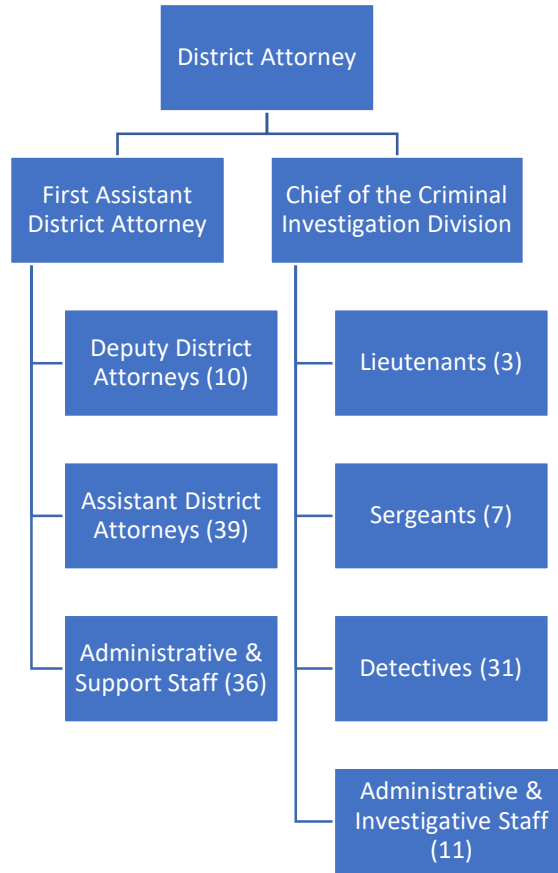 District Attorney
First Assistant
District Attorney
Chief of the Criminal
Investigation Division
Deputy District
Attorneys (10)
Assistant District
Attorneys (39)
Administrative &
Support Staff (36)
Lieutenants (3)
Sergeants (7)
Detectives (31)
Administrative &
Investigative Staff
(11)